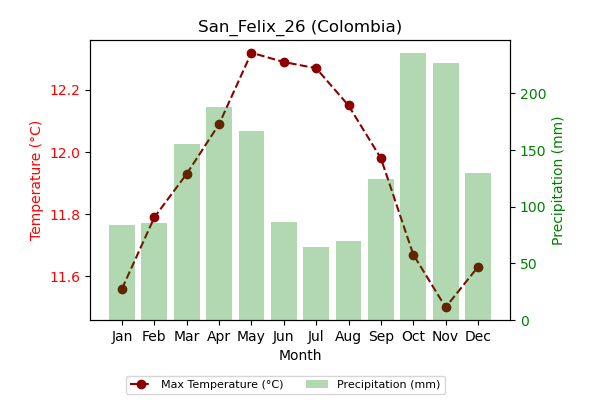 San_Felix_26 (Colombia)
Temperature (°C)
12.2
12.0
11.8
11.6
200
150
100
50
0
Precipitation (mm)
Jan Feb Mar Apr May Jun Jul Aug Sep Oct Nov Dec
Month
Max Temperature (°C) Precipitation (mm)